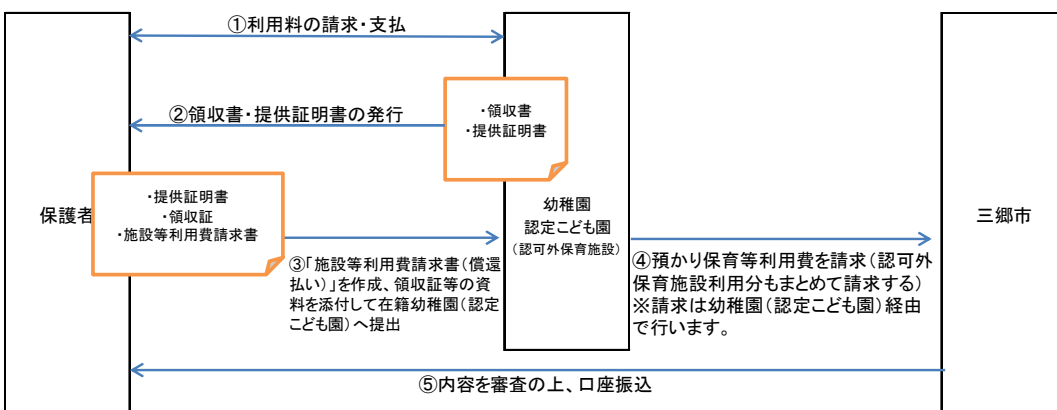 ①利用料の請求・支払
②領収書・提供証明書の発行
・領収書
・提供証明書
保護者
・提供証明書
・領収証
・施設等利用費請求書
幼稚園
認定こども園
(認可外保育施設)
三郷市
③「施設等利用費請求書(償還
払い)」を作成、領収証等の資
料を添付して在籍幼稚園(認定
こども園)へ提出
④預かり保育等利用費を請求(認可外
保育施設利用分もまとめて請求する)
※請求は幼稚園(認定こども園)経由
で行います。
⑤内容を審査の上、口座振込